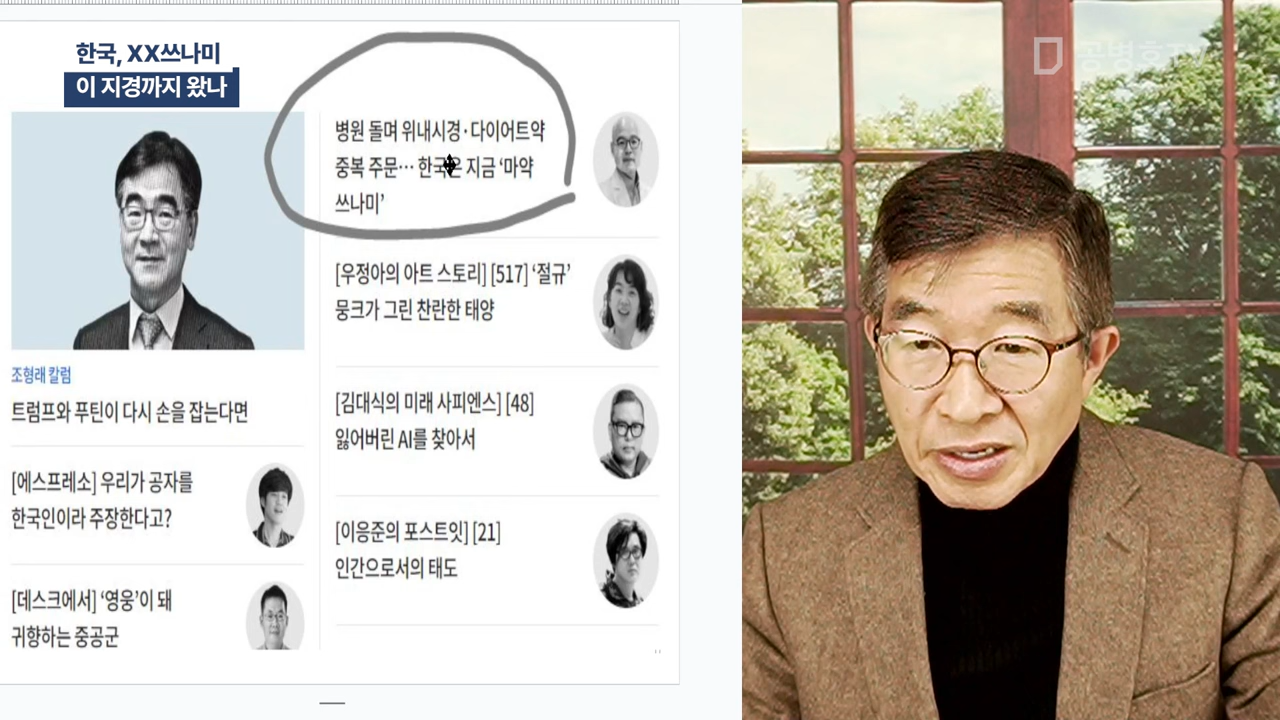 한국, XX쓰나미
이 지경까지 왔나
공병호TV
조형래 칼럼
트럼프와 푸틴이 다시 손을 잡는다면
[에스프레소] 우리가 공자를
한국인이라 주장한다고?
[데스크에서] ‘영웅’이 돼
귀향하는 중공군
병원 돌며 위내시경·다이어트약
중복 주문… 한국은 지금 ‘마약
쓰나미’
[우정아의 아트 스토리] [517] ‘절규’
뭉크가 그린 찬란한 태양
[김대식의 미래 사피엔스] [48]
잃어버린 AI를 찾아서
[이응준의 포스트잇] [21]
인간으로서의 태도